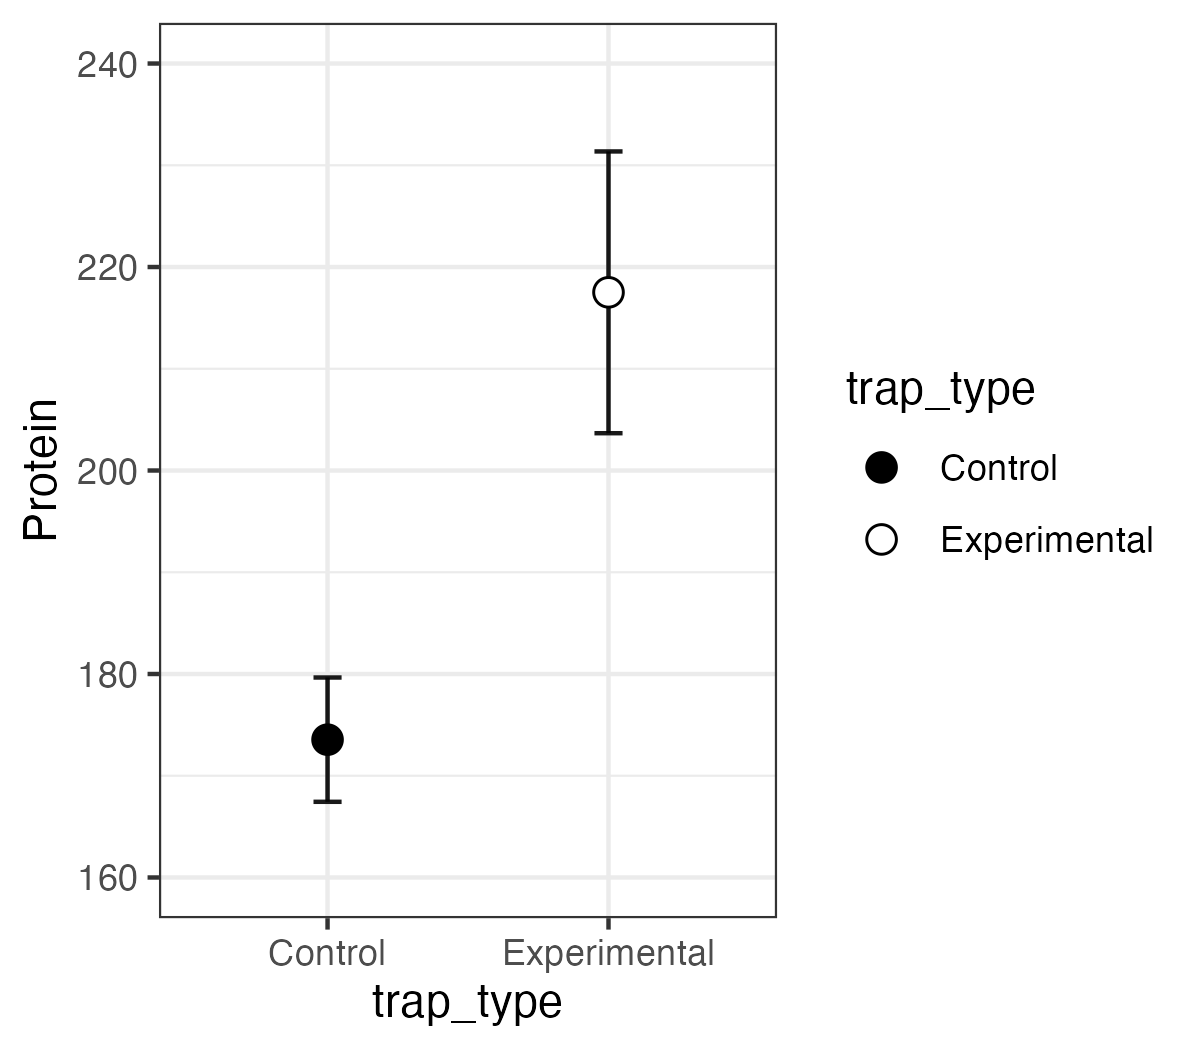 240
220
200
180
160
Protein
Control Experimental
trap_type
trap_type
Control
Experimental